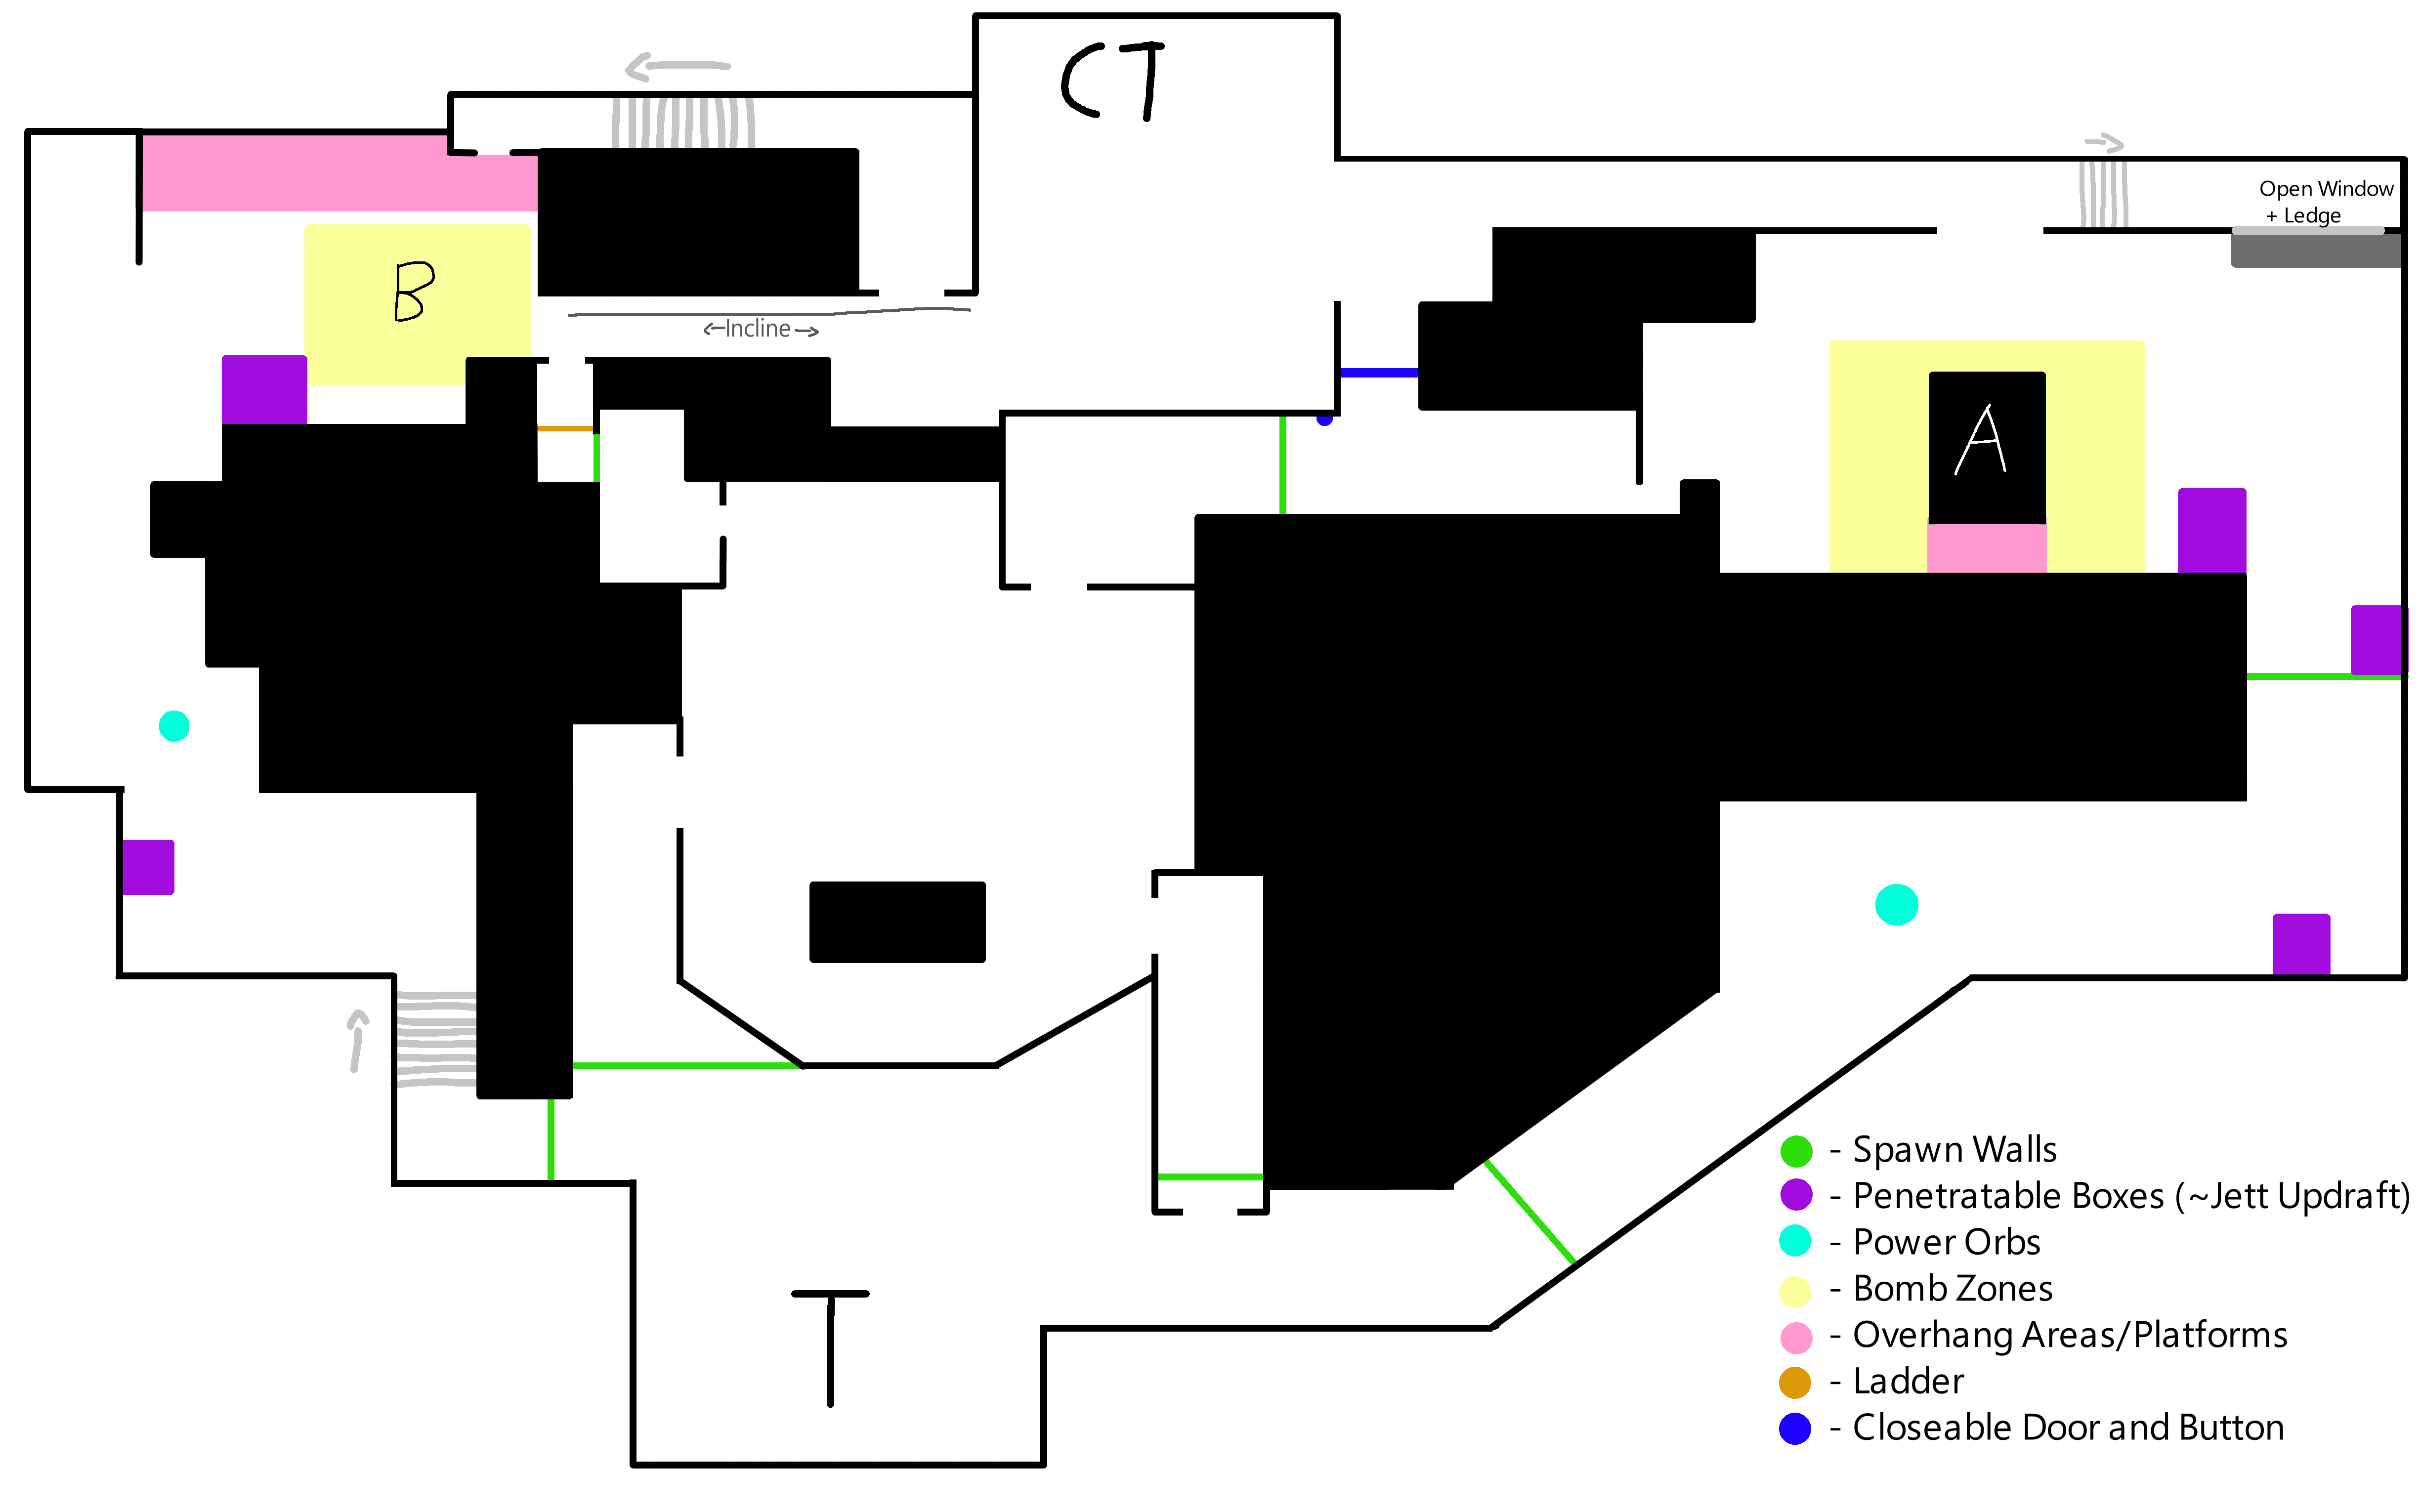 CT
Open Window
+ Ledge
B
Incline
A
- Spawn Walls
- Penetratable Boxes (~Jett Updraft)
- Power Orbs
- Bomb Zones
- Overhang Areas/Platforms
- Ladder
- Closeable Door and Button
T